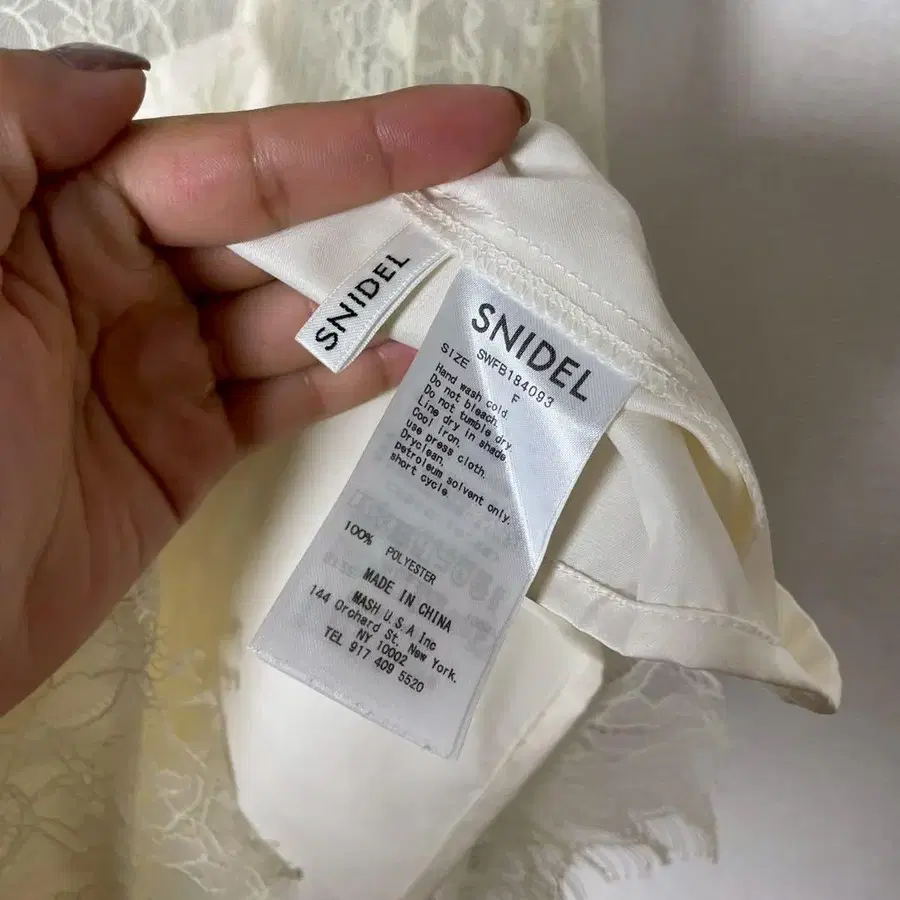 SNIDEL
SNIDEL
SWFB184093
SIZE F
Hand wash cold.
Do not bleach.
Do not tumble dry.
Line dry in shade.
Cool iron.
use press cloth.
Dryclean.
petroleum solvent only.
short cycle.
100% POLYESTER
MADE IN CHINA
MASH U.S.A Inc
144 Orchard St. New York.
NY 10002
TEL 917 409 5520